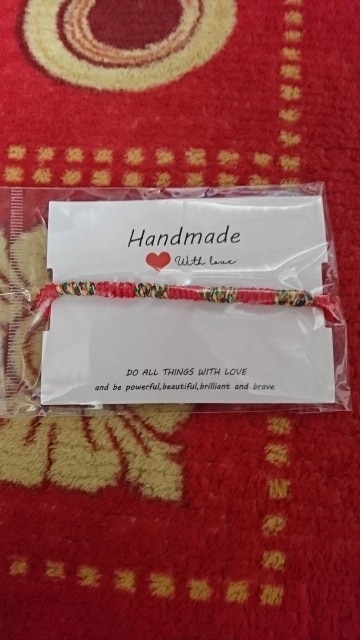 Handmade
With love
DO ALL THINGS WITH LOVE
and be powerful,beautiful,brilliant and brave